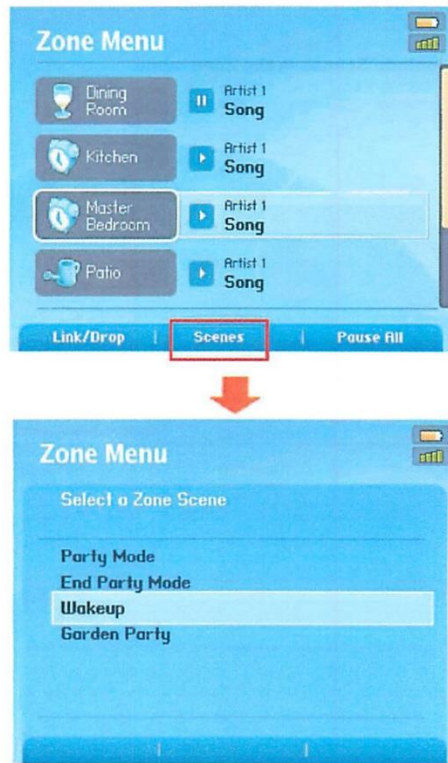 Zone Menu
Dining
Room
Artist 1
Song
Kitchen
Artist 1
Song
Master
Bedroom
Artist 1
Song
Patio
Artist 1
Song
Link/Drop | Scenes | Pause All
Zone Menu
Select a Zone Scene
Party Mode
End Party Mode
Wakeup
Garden Party